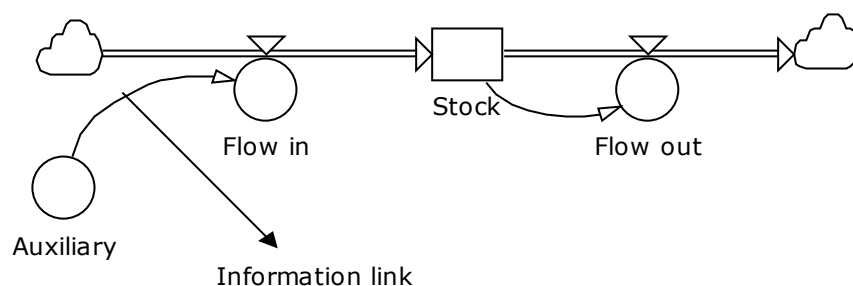 Stock
Flow in
Flow out
Auxiliary
Information link